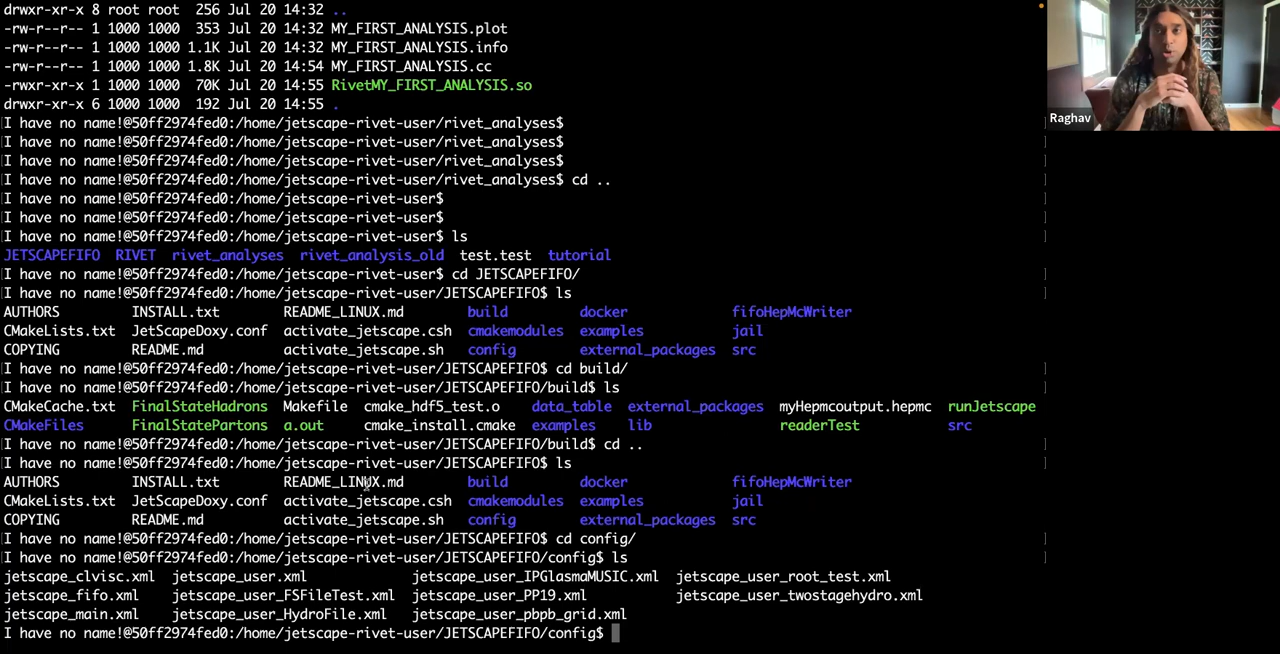 drwxr-xr-x 8 root root  256 Jul 20 14:32 ..
-rw-r--r-- 1 1000 1000  353 Jul 20 14:32 MY_FIRST_ANALYSIS.plot
-rw-r--r-- 1 1000 1000 1.1K Jul 20 14:32 MY_FIRST_ANALYSIS.info
-rw-r--r-- 1 1000 1000 1.8K Jul 20 14:54 MY_FIRST_ANALYSIS.cc
-rwxr-xr-x 1 1000 1000  70K Jul 20 14:55 RivetMY_FIRST_ANALYSIS.so
drwxr-xr-x 6 1000 1000  192 Jul 20 14:55 .
Raghav
I have no name!@50ff2974fed0:/home/jetscape-rivet-user/rivet_analyses$
I have no name!@50ff2974fed0:/home/jetscape-rivet-user/rivet_analyses$
I have no name!@50ff2974fed0:/home/jetscape-rivet-user/rivet_analyses$
I have no name!@50ff2974fed0:/home/jetscape-rivet-user/rivet_analyses$ cd ..
I have no name!@50ff2974fed0:/home/jetscape-rivet-user$
I have no name!@50ff2974fed0:/home/jetscape-rivet-user$
I have no name!@50ff2974fed0:/home/jetscape-rivet-user$ ls
JETSCAPEFIFO  RIVET  rivet_analyses  rivet_analysis_old  test.test  tutorial
I have no name!@50ff2974fed0:/home/jetscape-rivet-user$ cd JETSCAPEFIFO/
I have no name!@50ff2974fed0:/home/jetscape-rivet-user/JETSCAPEFIFO$ ls
AUTHORS  INSTALL.txt  README_LINUX.md  build  docker  fifoHepMcWriter
CMakeLists.txt  JetScapeDoxy.conf  activate_jetscape.csh  cmakemodules  examples  jail
COPYING  README.md  activate_jetscape.sh  config  external_packages  src
I have no name!@50ff2974fed0:/home/jetscape-rivet-user/JETSCAPEFIFO$ cd build/
I have no name!@50ff2974fed0:/home/jetscape-rivet-user/JETSCAPEFIFO/build$ ls
CMakeCache.txt  FinalStateHadrons  Makefile  cmake_hdf5_test.o  data_table  external_packages  myHepmcoutput.hepmc  runJetscape
CMakeFiles  FinalStatePartons  a.out  cmake_install.cmake  examples  lib  readerTest  src
I have no name!@50ff2974fed0:/home/jetscape-rivet-user/JETSCAPEFIFO/build$ cd ..
I have no name!@50ff2974fed0:/home/jetscape-rivet-user/JETSCAPEFIFO$ ls
AUTHORS  INSTALL.txt  README_LINUX.md  build  docker  fifoHepMcWriter
CMakeLists.txt  JetScapeDoxy.conf  activate_jetscape.csh  cmakemodules  examples  jail
COPYING  README.md  activate_jetscape.sh  config  external_packages  src
I have no name!@50ff2974fed0:/home/jetscape-rivet-user/JETSCAPEFIFO$ cd config/
I have no name!@50ff2974fed0:/home/jetscape-rivet-user/JETSCAPEFIFO/config$ ls
jetscape_clvisc.xml  jetscape_user.xml  jetscape_user_IPGlasmaMUSIC.xml  jetscape_user_root_test.xml
jetscape_fifo.xml  jetscape_user_FSFileTest.xml  jetscape_user_PP19.xml  jetscape_user_twostagehydro.xml
jetscape_main.xml  jetscape_user_HydroFile.xml  jetscape_user_pbpb_grid.xml
I have no name!@50ff2974fed0:/home/jetscape-rivet-user/JETSCAPEFIFO/config$